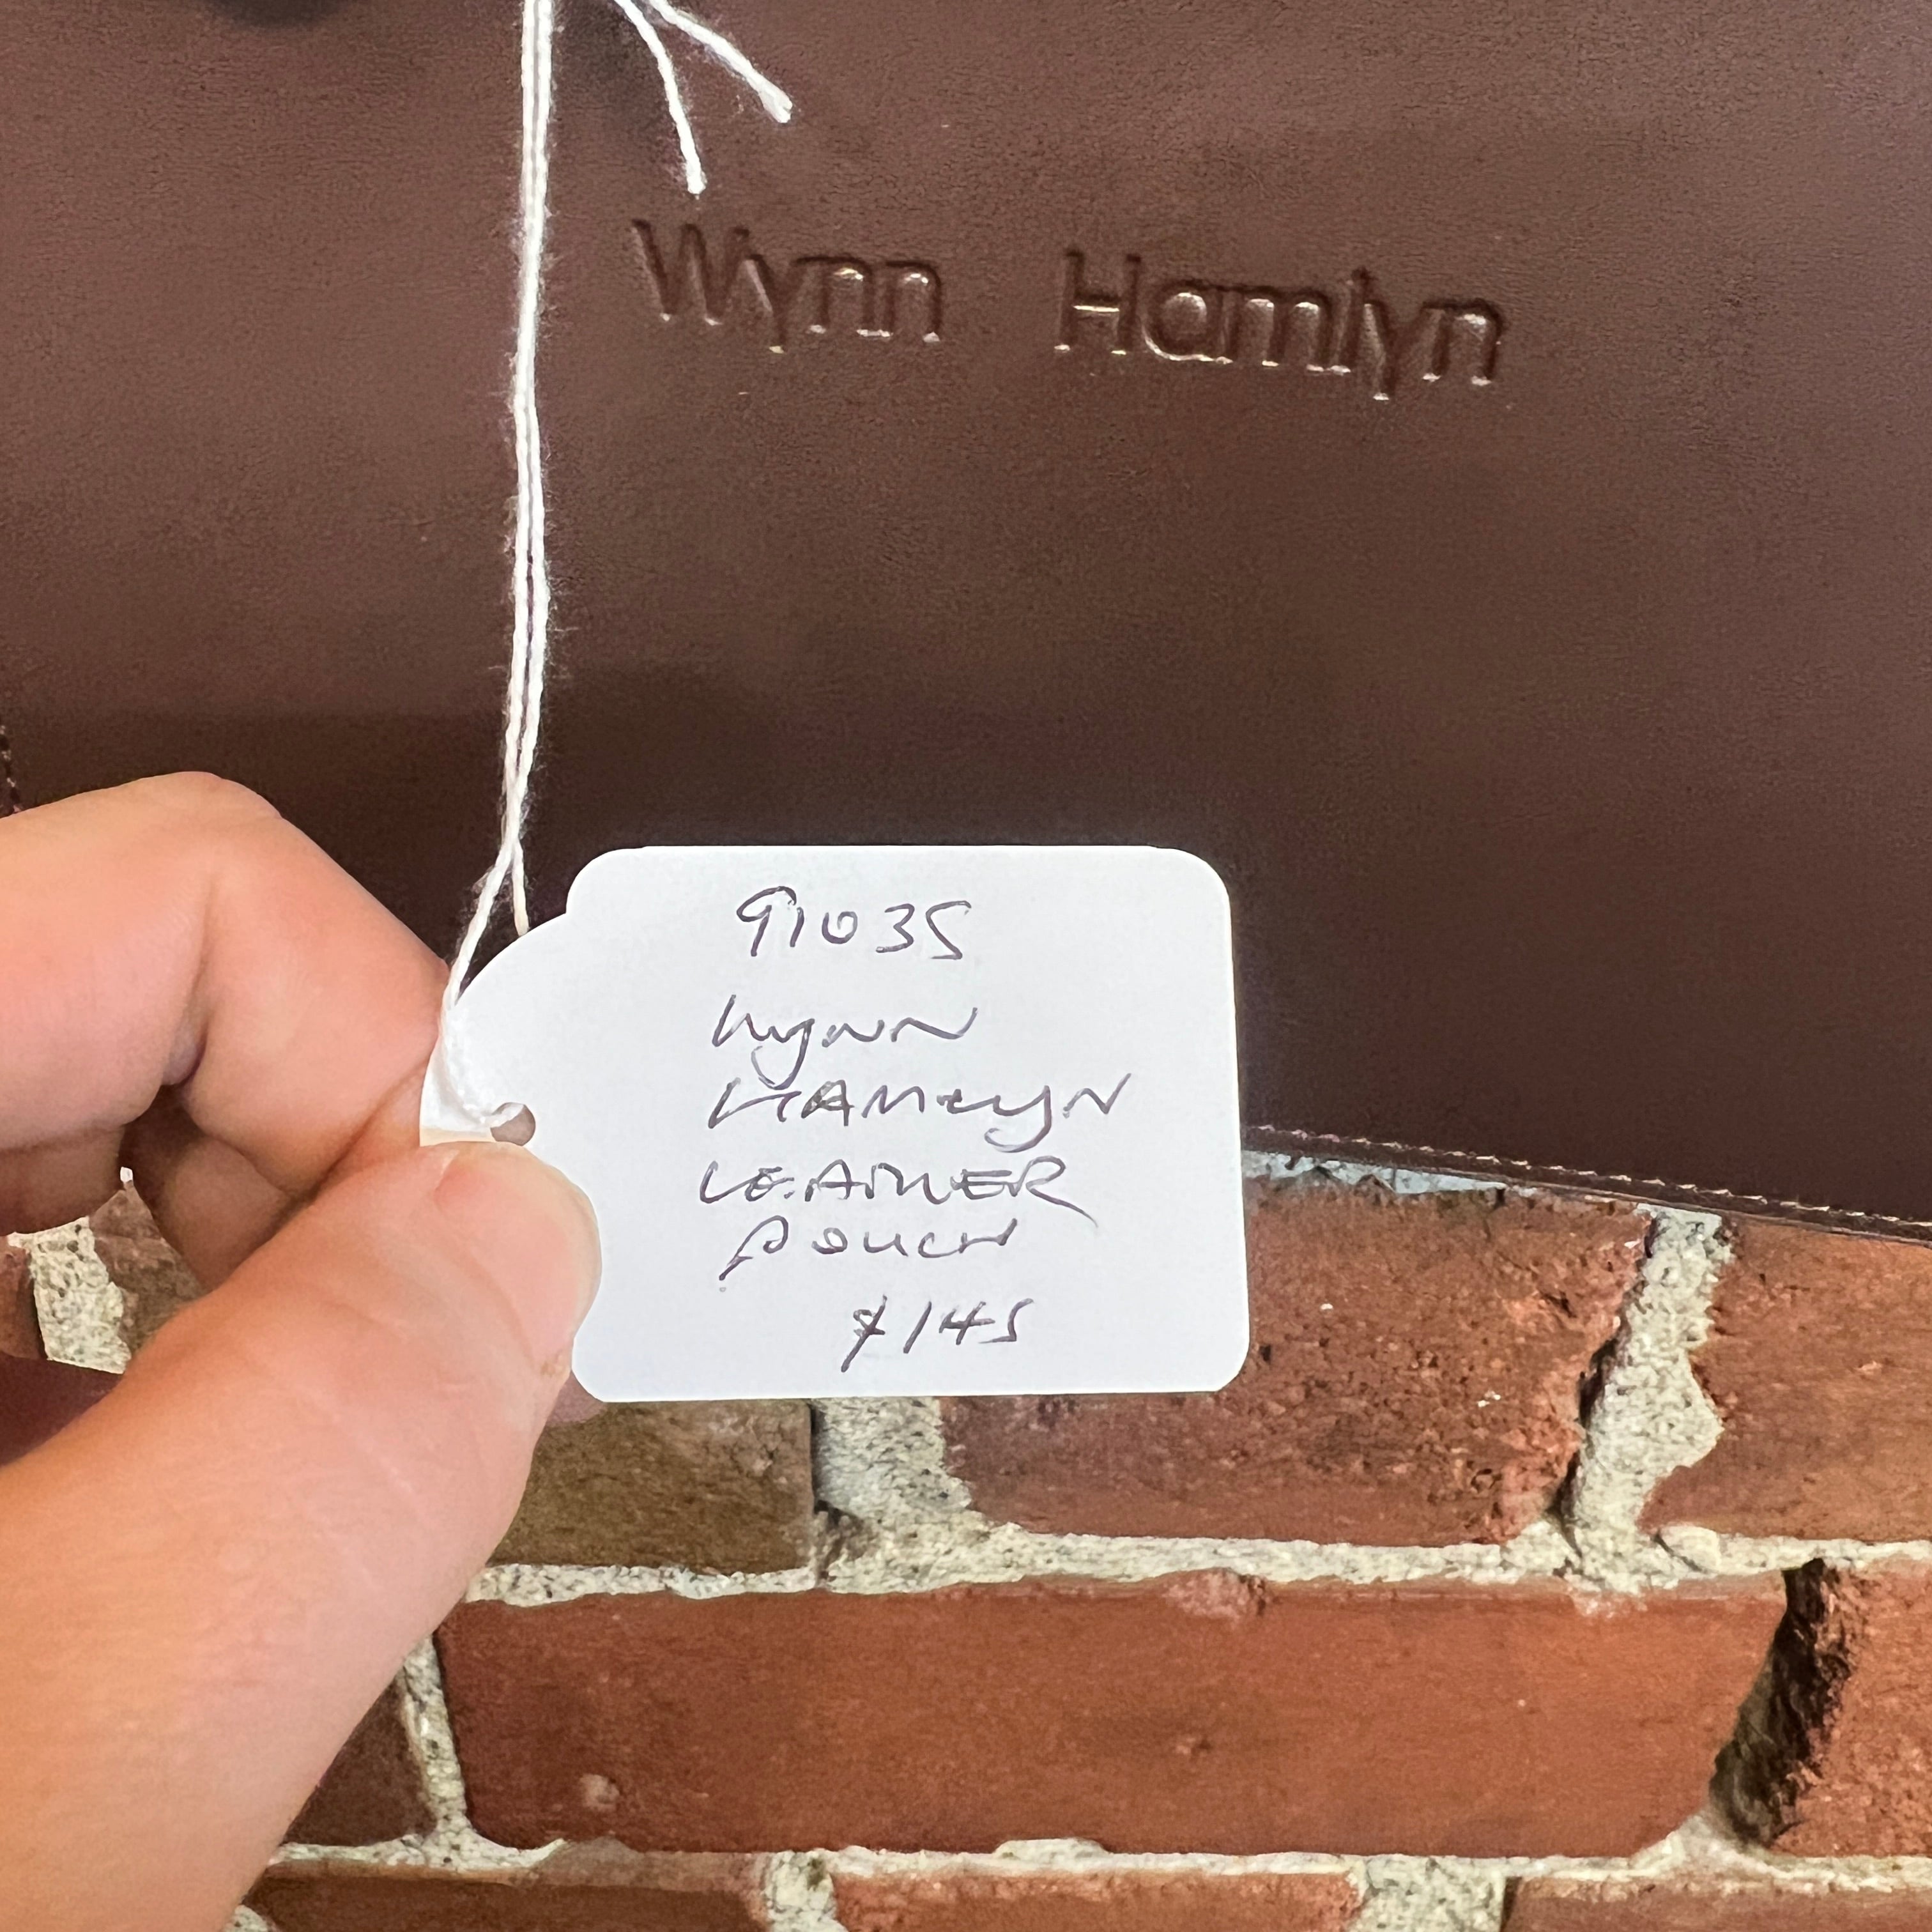 Wynn Hamlyn
91035
Wynn
HAMLYN
LEATHER
POUCH
$145